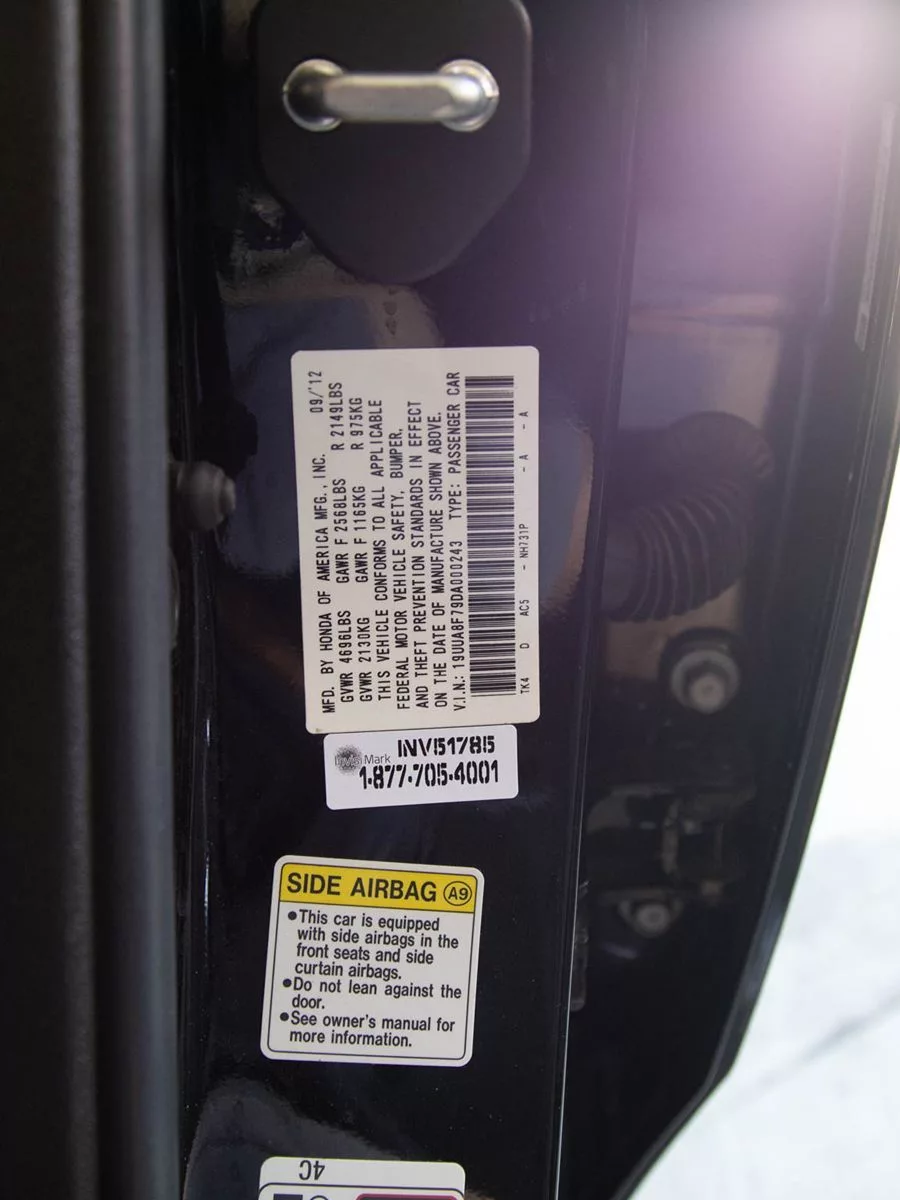 MFD. BY HONDA OF AMERICA MFG., INC. 09/'12
GVWR 4696LBS GAWR F 2568LBS R 2149LBS
GVWR 2130KG GAWR F 1165KG R 975KG
THIS VEHICLE CONFORMS TO ALL APPLICABLE
FEDERAL MOTOR VEHICLE SAFETY, BUMPER,
AND THEFT PREVENTION STANDARDS IN EFFECT
ON THE DATE OF MANUFACTURE SHOWN ABOVE.
V.I.N.: 19UUA8F79DA000243 TYPE: PASSENGER CAR
TK4 D AC5 - NH731P - A - A
Mark INV51785
1-877-705-4001
SIDE AIRBAG A9
●This car is equipped
with side airbags in the
front seats and side
curtain airbags.
●Do not lean against the
door.
●See owner's manual for
more information.
4C